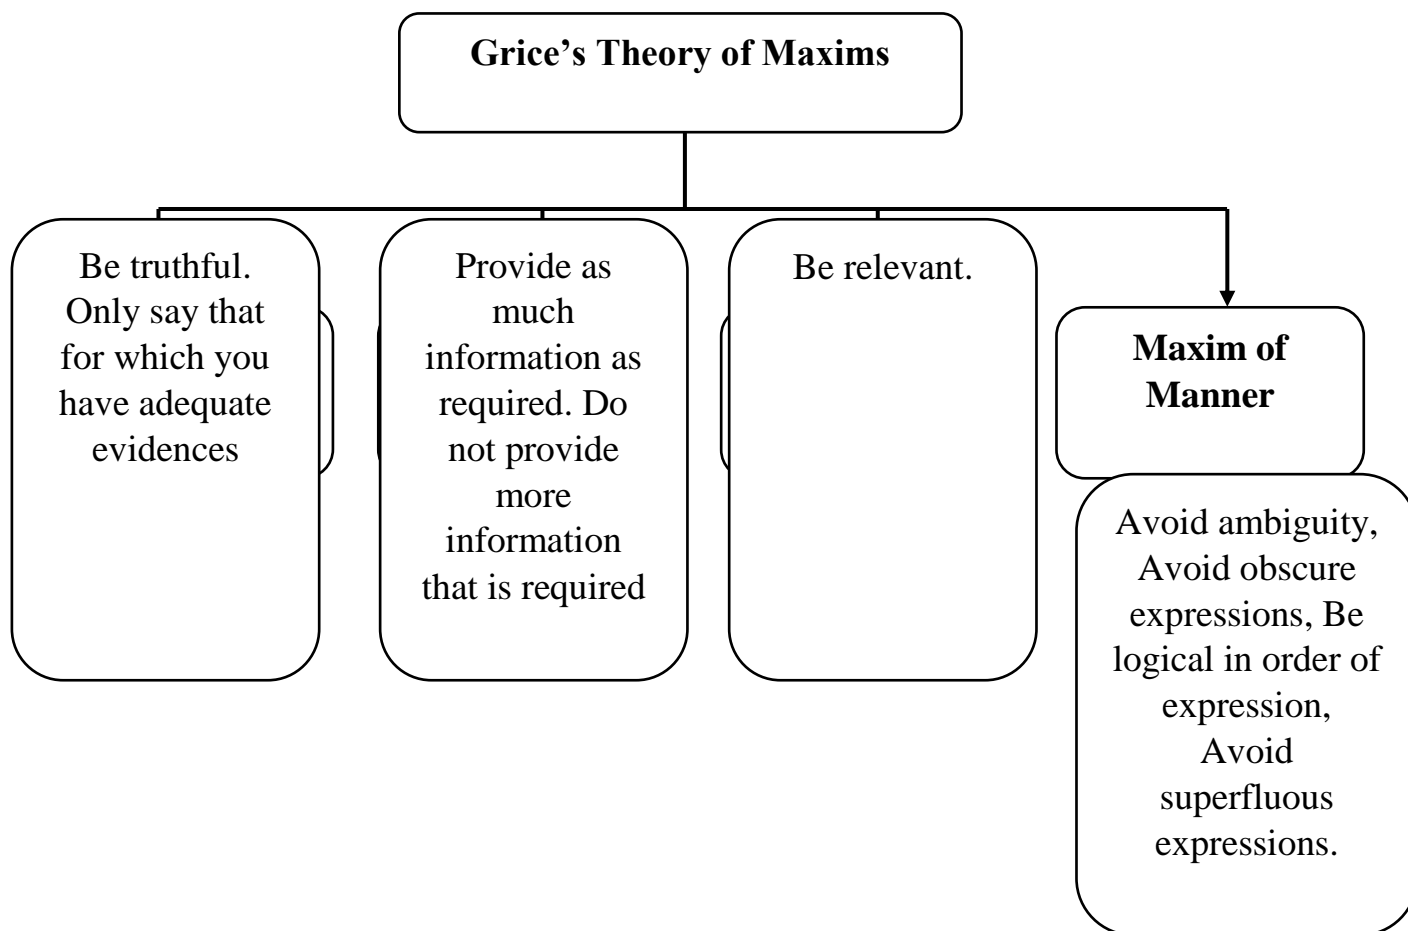 Grice’s Theory of Maxims
Be truthful.
Only say that
for which you
have adequate
evidences
Provide as
much
information as
required. Do
not provide
more
information
that is required
Be relevant.
Maxim of
Manner
Avoid ambiguity,
Avoid obscure
expressions, Be
logical in order of
expression,
Avoid
superfluous
expressions.